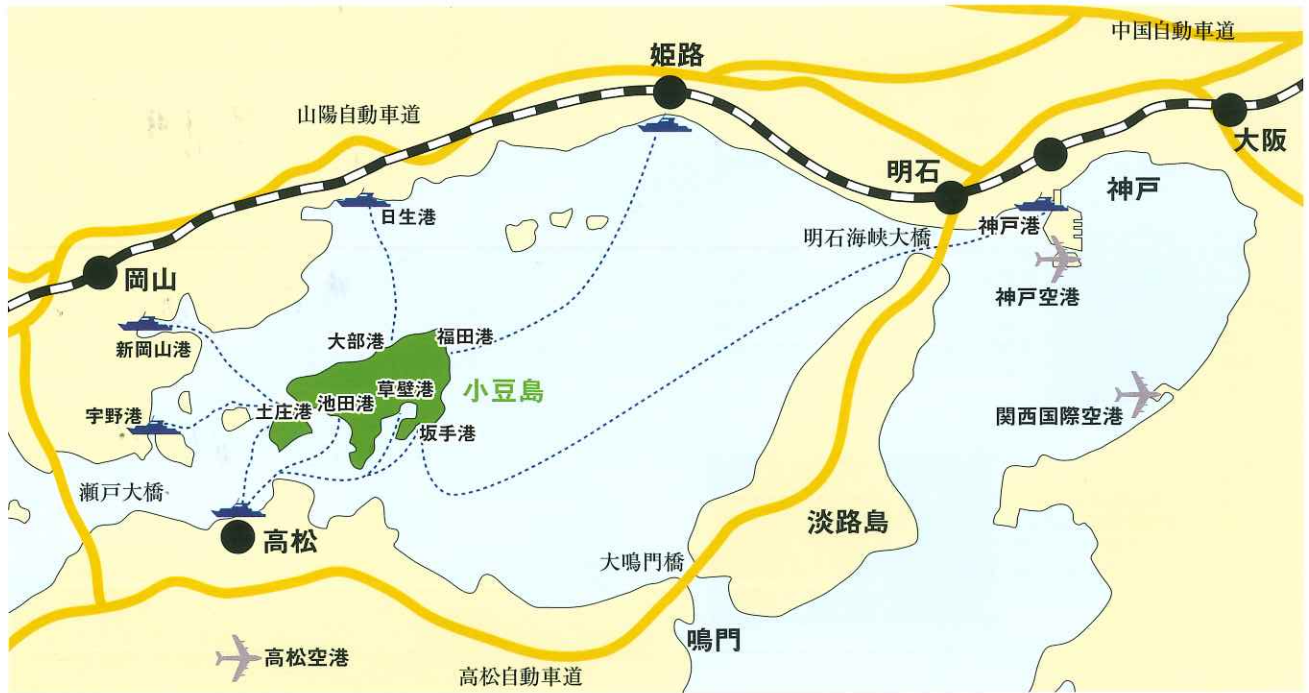 中国自動車道
姫路
山陽自動車道
大阪
明石
神戸
日生港
神戸港
明石海峡大橋
岡山
神戸空港
新岡山港
大部港
福田港
草壁港
小豆島
池田港
土庄港
宇野港
坂手港
関西国際空港
瀬戸大橋
淡路島
高松
大鳴門橋
鳴門
高松空港
高松自動車道